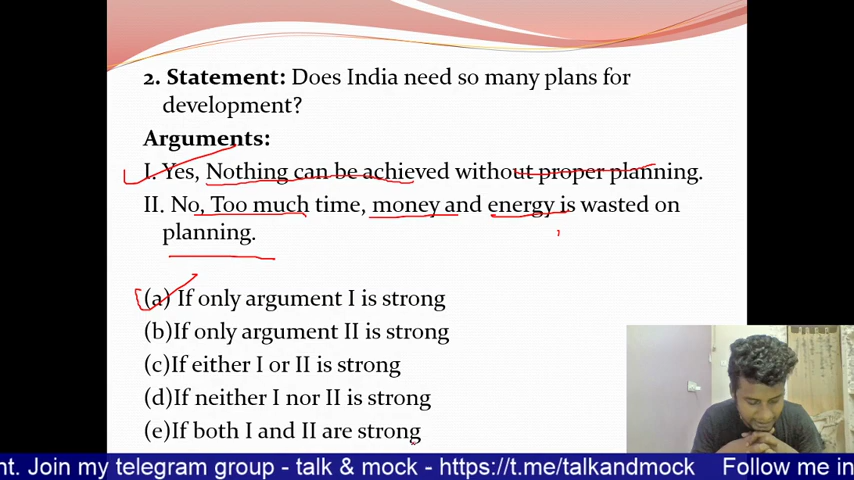 2. Statement: Does India need so many plans for
development?
Arguments:
I. Yes, Nothing can be achieved without proper planning.
II. No, Too much time, money and energy is wasted on
planning.
(a) If only argument I is strong
(b)If only argument II is strong
(c)If either I or II is strong
(d)If neither I nor II is strong
(e)If both I and II are strong
nt. Join my telegram group - talk & mock - https://t.me/talkandmock Follow me in